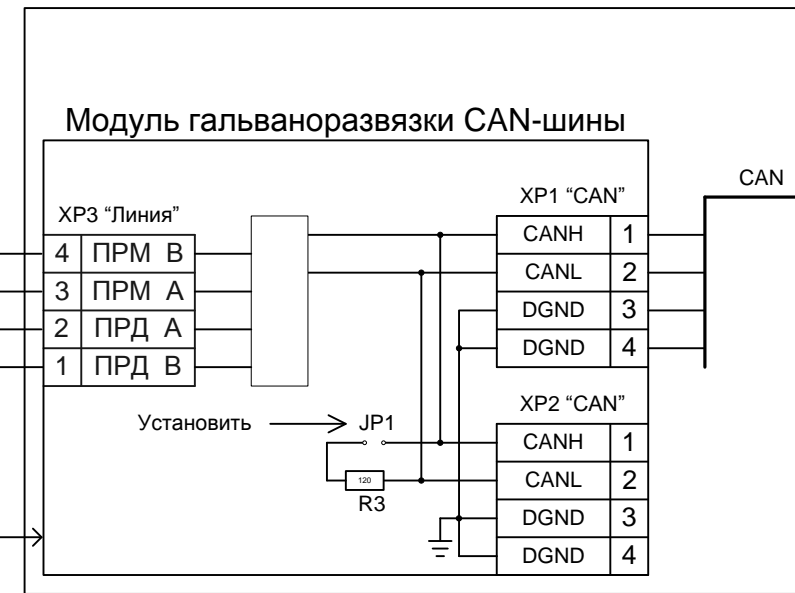 Модуль гальваноразвязки CAN-шины
CAN
XP3 “Линия”
4 ПРМ В
3 ПРМ А
2 ПРД А
1 ПРД В
XP1 “CAN”
CANH 1
CANL 2
DGND 3
DGND 4
Установить JP1
120
R3
XP2 “CAN”
CANH 1
CANL 2
DGND 3
DGND 4